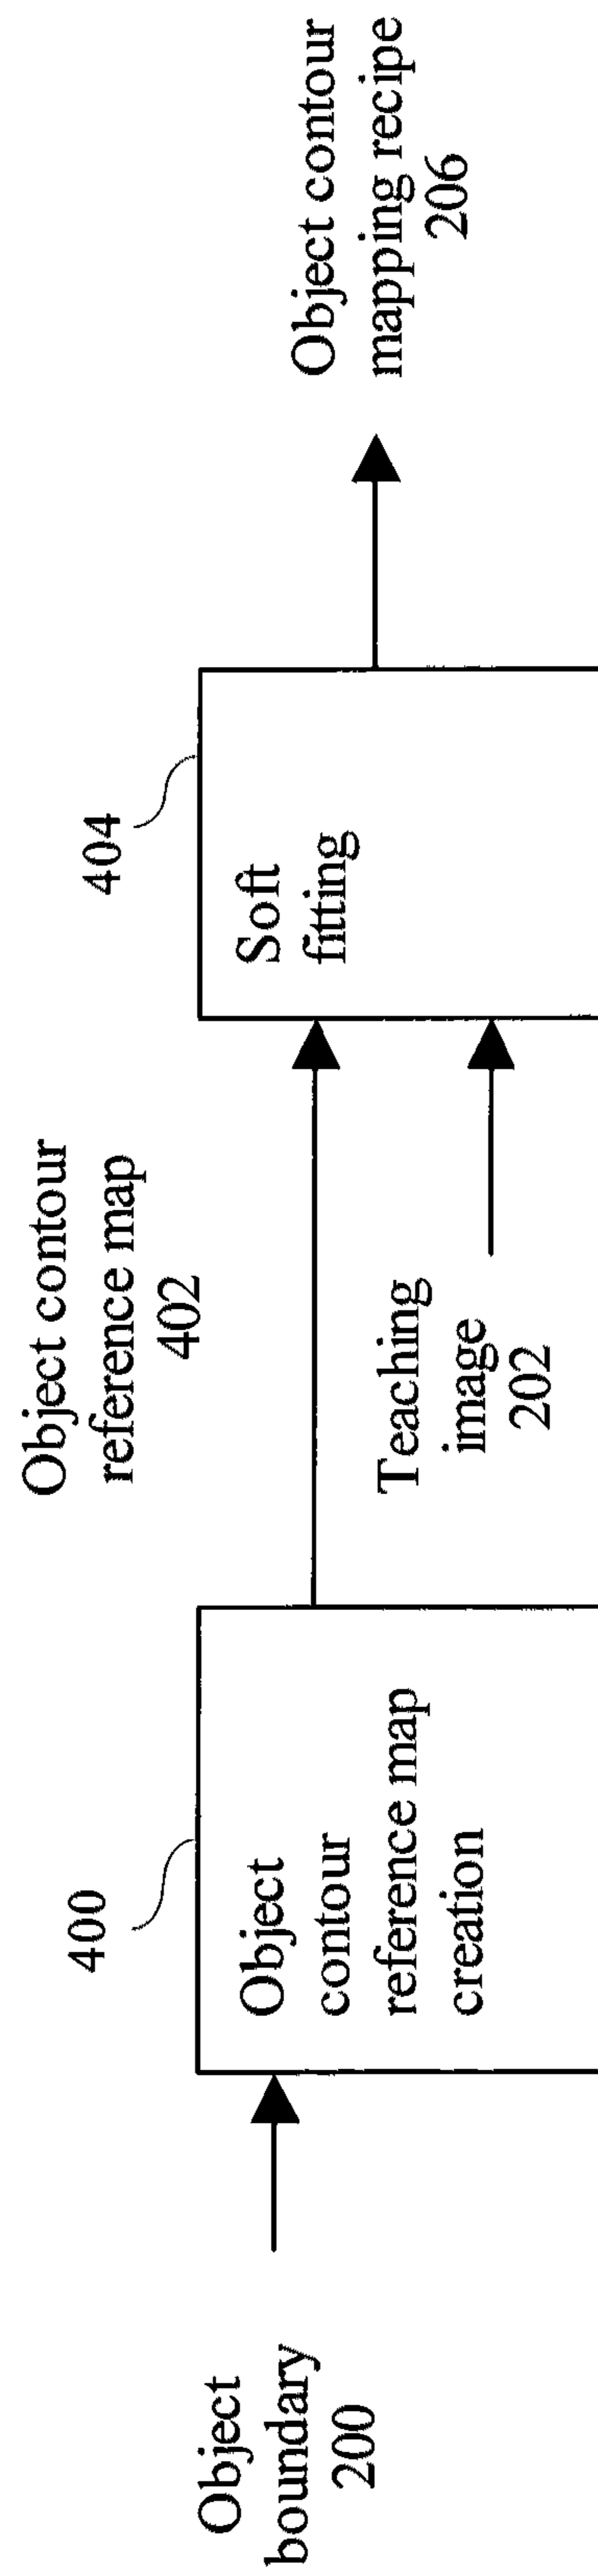 Object
boundary
200
400
Object
contour
reference map
creation
Object contour
reference map
402
Teaching
image
202
404
Soft
fitting
Object contour
mapping recipe
206